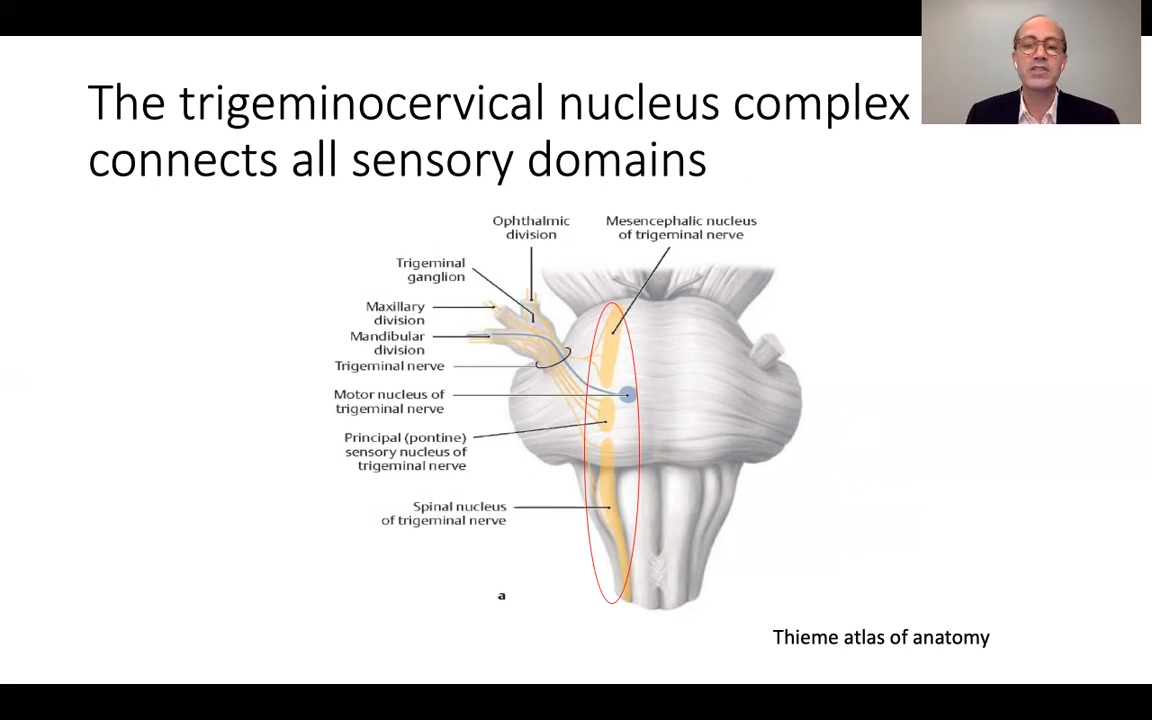 The trigeminocervical nucleus complex
connects all sensory domains
Ophthalmic
division
Mesencephalic nucleus
of trigeminal nerve
Trigeminal
ganglion
Maxillary
division
Mandibular
division
Trigeminal nerve
Motor nucleus of
trigeminal nerve
Principal (pontine)
sensory nucleus of
trigeminal nerve
Spinal nucleus
of trigeminal nerve
a
Thieme atlas of anatomy